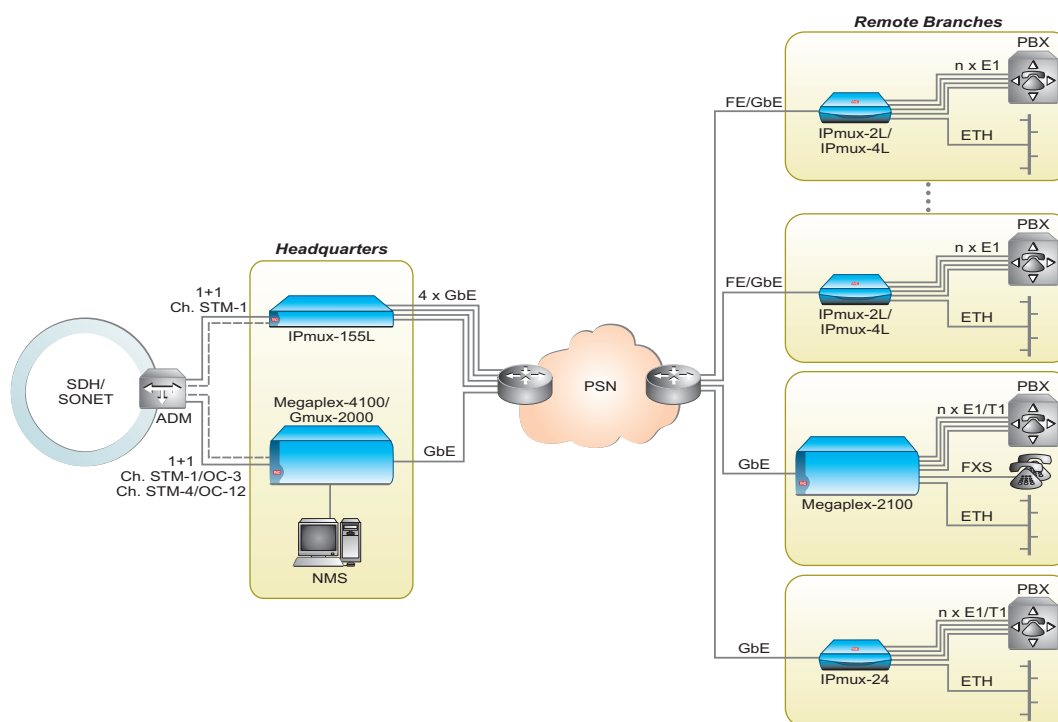 Remote Branches
PBX
n x E1
FE/GbE
IPmux-2L/
IPmux-4L
ETH
PBX
n x E1
FE/GbE
IPmux-2L/
IPmux-4L
ETH
Headquarters
1+1
Ch. STM-1
4 x GbE
IPmux-155L
SDH/
SONET
ADM
PSN
Megaplex-4100/
Gmux-2000
GbE
1+1
Ch. STM-1/OC-3
Ch. STM-4/OC-12
NMS
PBX
n x E1/T1
GbE
FXS
Megaplex-2100
ETH
PBX
n x E1/T1
GbE
IPmux-24
ETH